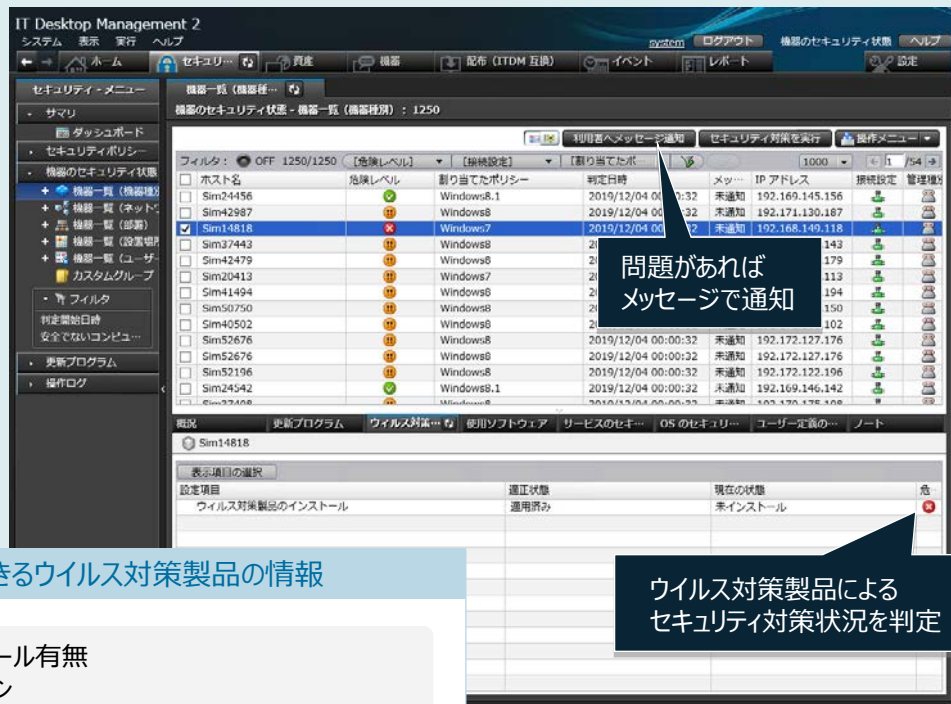 IT Desktop Management 2
システム 表示 実行 ヘルプ
system ログアウト 機器のセキュリティ状態 ヘルプ
ホーム セキュリ… 資産 機器 配布 (ITDM 互換) イベント レポート 設定
セキュリティ - メニュー
サマリ
ダッシュボード
セキュリティポリシー
機器のセキュリティ状態
機器一覧 (機器種別
機器一覧 (ネットワ
機器一覧 (部署)
機器一覧 (設置場所
機器一覧 (ユーザー
カスタムグループ
フィルタ
判定開始日時
安全でないコンピュ…
更新プログラム
操作ログ
機器一覧 (機器種…
機器のセキュリティ状態 - 機器一覧 (機器種別) : 1250
利用者へメッセージ通知 セキュリティ対策を実行 操作メニュー
フィルタ: OFF 1250/1250 [危険レベル] [接続設定] [割り当てたポ… 1000 1 /54
ホスト名 危険レベル 割り当てたポリシー 判定日時 メッ… IP アドレス 接続設定 管理種別
Sim24456 Windows8.1 2019/12/04 00:00:32 未通知 192.169.145.156
Sim42987 Windows8 2019/12/04 00:00:32 未通知 192.171.130.187
Sim14818 Windows7 2019/12/04 00:00:32 未通知 192.168.149.118
Sim37443 Windows8 143
Sim42479 Windows8 179
Sim20413 Windows7 113
Sim41494 Windows8 194
Sim50750 Windows8 150
Sim40502 Windows8 102
Sim52676 Windows8 2019/12/04 00:00:32 未通知 192.172.127.176
Sim52676 Windows8 2019/12/04 00:00:32 未通知 192.172.127.176
Sim52196 Windows8 2019/12/04 00:00:32 未通知 192.172.122.196
Sim24542 Windows8.1 2019/12/04 00:00:32 未通知 192.169.146.142
問題があれば
メッセージで通知
概況 更新プログラム ウィルス対策… 使用ソフトウェア サービスのセキ… OS のセキュリ… ユーザー定義の… ノート
Sim14818
表示項目の選択
設定項目 適正状態 現在の状態 危
ウィルス対策製品のインストール 適用済み 未インストール
ウイルス対策製品による
セキュリティ対策状況を判定
きるウイルス対策製品の情報
ール有無
ン